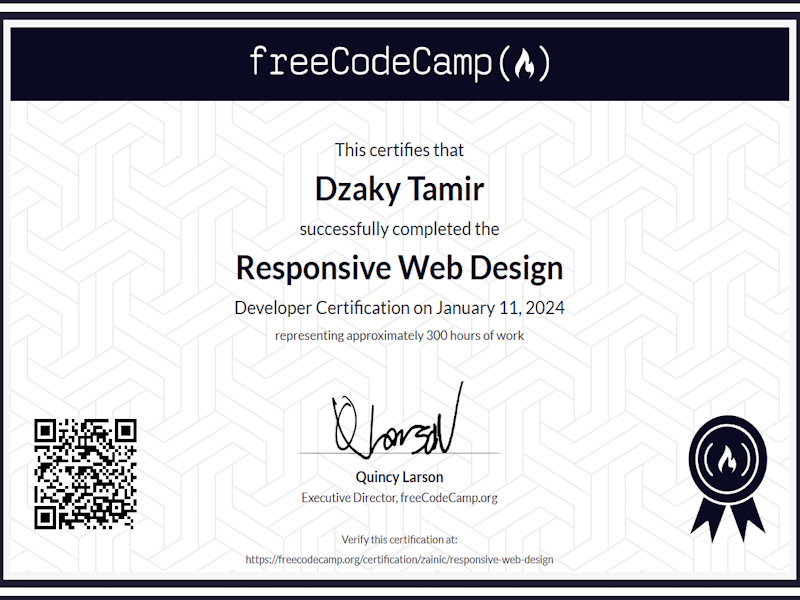 freeCodeCamp
This certifies that
Dzaky Tamir
successfully completed the
Responsive Web Design
Developer Certification on January 11, 2024
representing approximately 300 hours of work
Q Larson
Quincy Larson
Executive Director, freeCodeCamp.org
Verify this certification at:
https://freecodecamp.org/certification/zainic/responsive-web-design